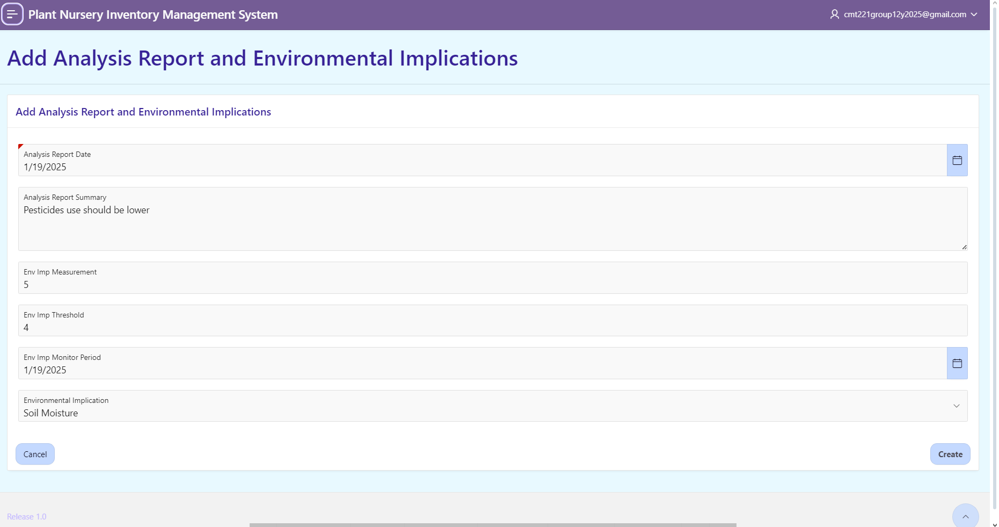 Plant Nursery Inventory Management System
cmt221group12y2025@gmail.com
Add Analysis Report and Environmental Implications
Add Analysis Report and Environmental Implications
Analysis Report Date
1/19/2025
Analysis Report Summary
Pesticides use should be lower
Env Imp Measurement
5
Env Imp Threshold
4
Env Imp Monitor Period
1/19/2025
Environmental Implication
Soil Moisture
Cancel
Create
Release 1.0